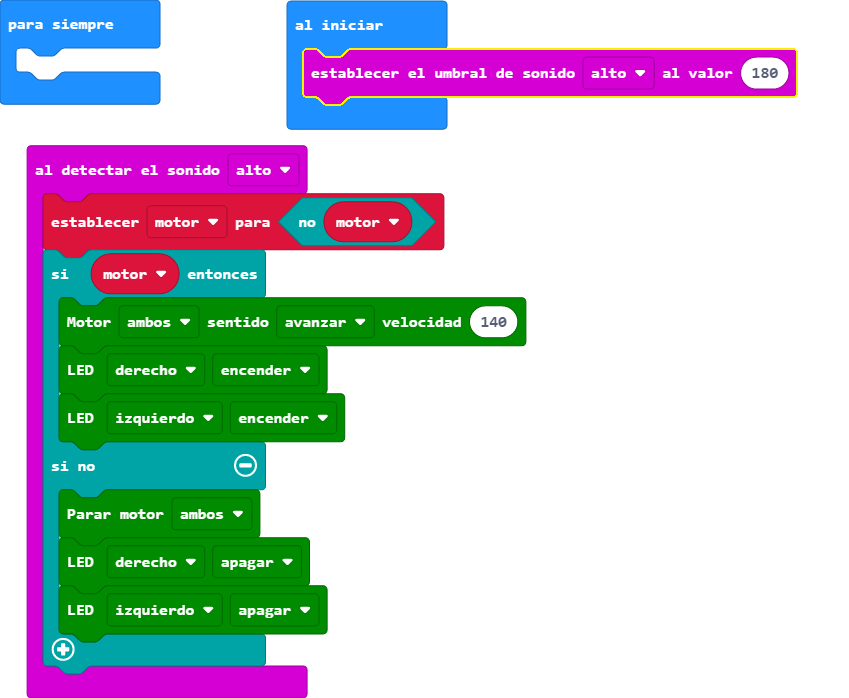 para siempre
al iniciar
establecer el umbral de sonido alto al valor 180
al detectar el sonido alto
establecer motor para no motor
si motor entonces
Motor ambos sentido avanzar velocidad 140
LED derecho encender
LED izquierdo encender
si no
Parar motor ambos
LED derecho apagar
LED izquierdo apagar